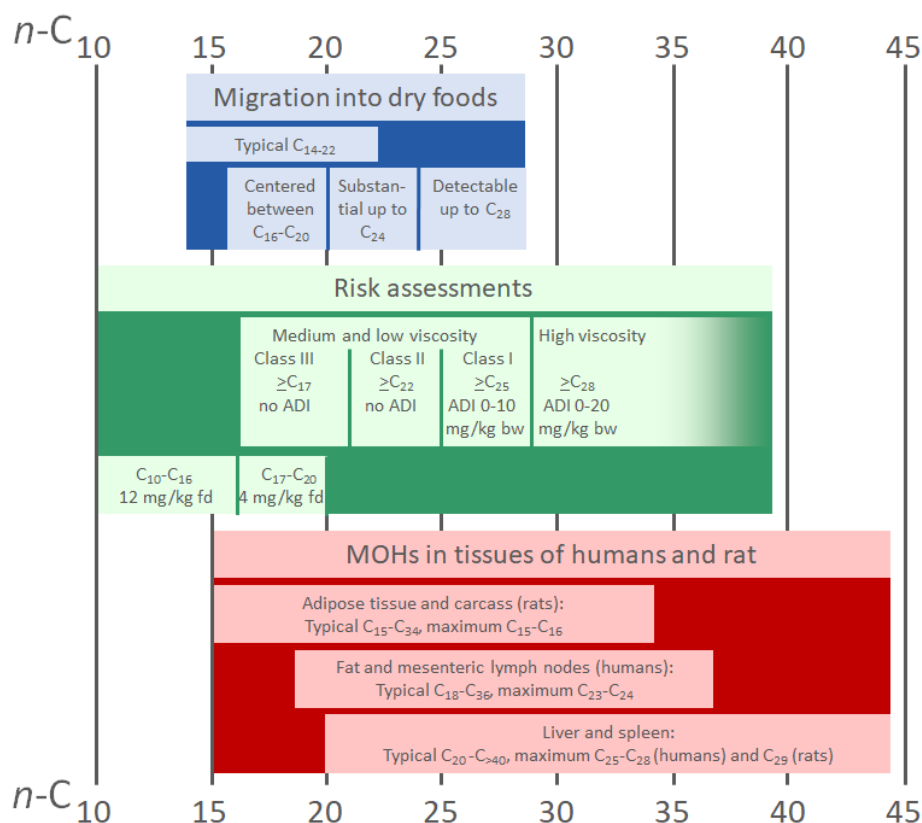 n-C
10 15 20 25 30 35 40 45
Migration into dry foods
Typical C₁₄₋₂₂
Centered
between
C₁₆-C₂₀
Substan-
tial up to
C₂₄
Detectable
up to C₂₈
Risk assessments
Medium and low viscosity
Class III
≥C₁₇
no ADI
Class II
≥C₂₂
no ADI
Class I
≥C₂₅
ADI 0-10
mg/kg bw
High viscosity
≥C₂₈
ADI 0-20
mg/kg bw
C₁₀-C₁₆
12 mg/kg fd
C₁₇-C₂₀
4 mg/kg fd
MOHs in tissues of humans and rat
Adipose tissue and carcass (rats):
Typical C₁₅-C₃₄, maximum C₁₅-C₁₆
Fat and mesenteric lymph nodes (humans):
Typical C₁₈-C₃₆, maximum C₂₃-C₂₄
Liver and spleen:
Typical C₂₀-C>₄₀, maximum C₂₅-C₂₈ (humans) and C₂₉ (rats)
n-C
10 15 20 25 30 35 40 45